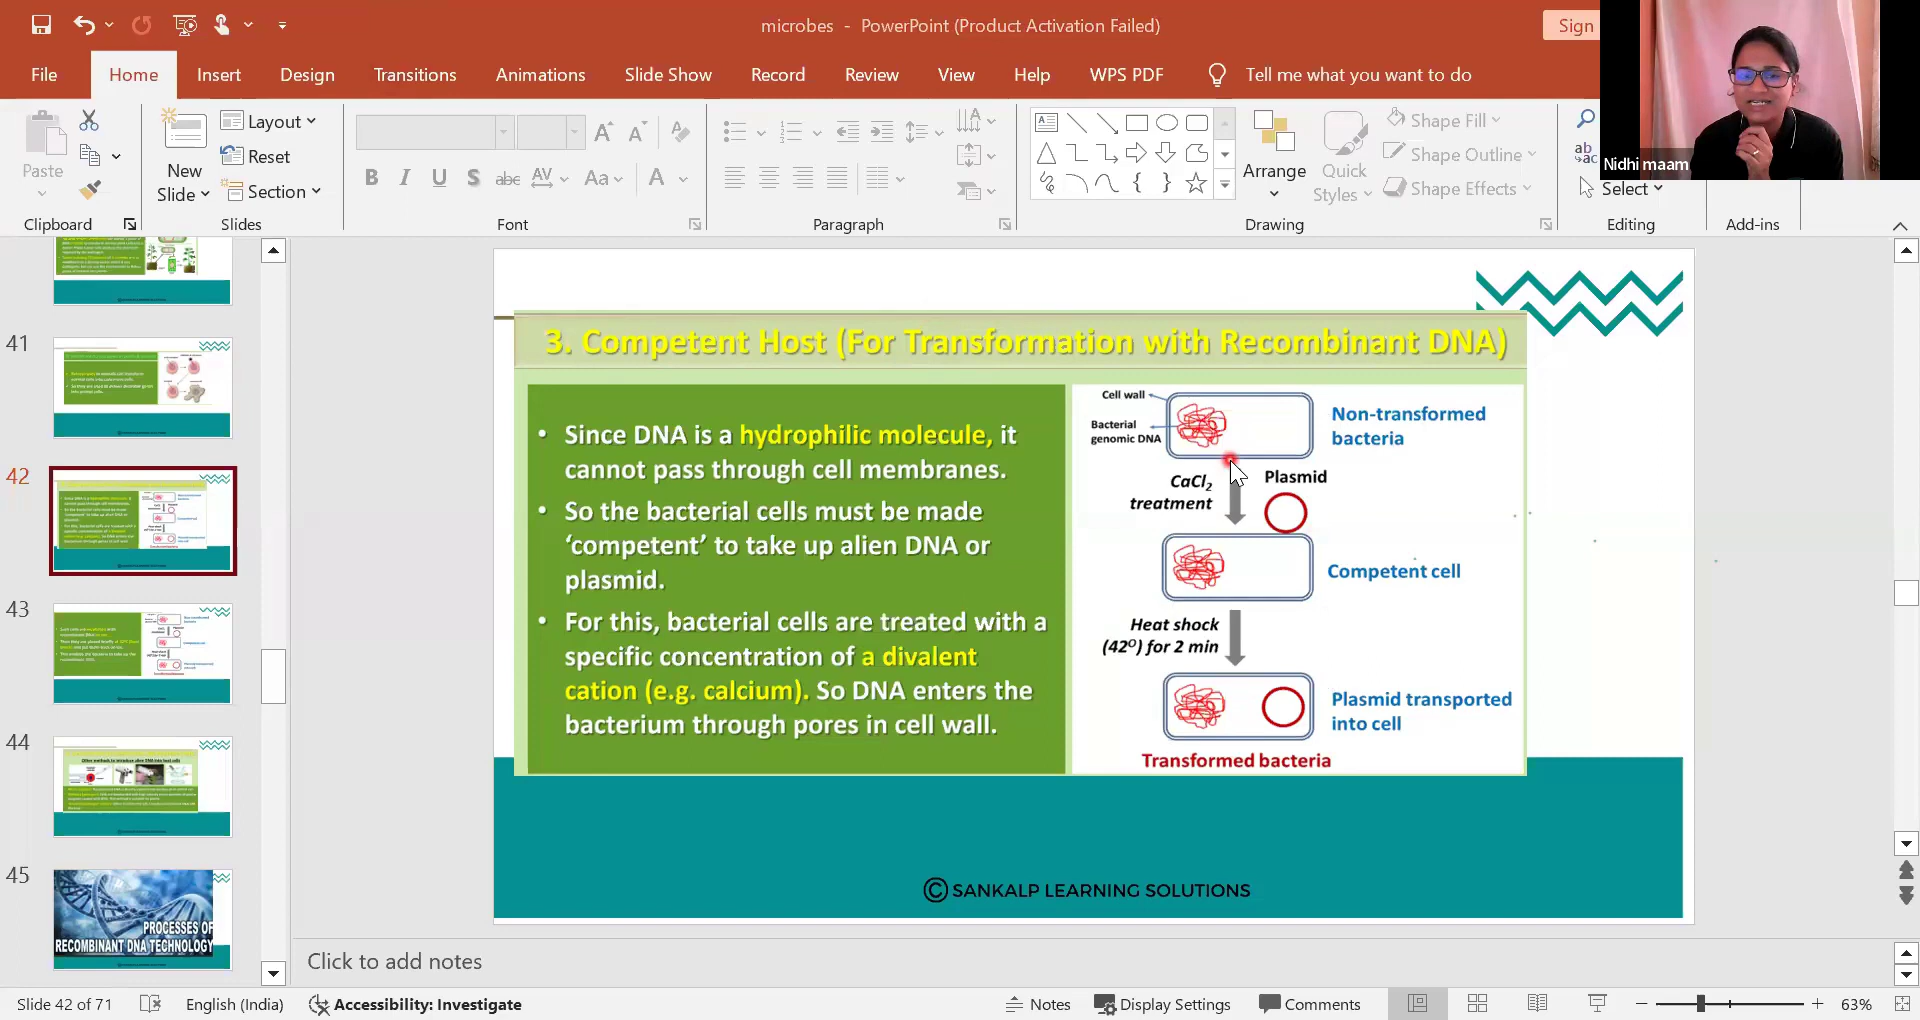 microbes - PowerPoint (Product Activation Failed)
Sign
File Home Insert Design Transitions Animations Slide Show Record Review View Help WPS PDF Tell me what you want to do
Nidhi maam
Paste
New
Slide
Layout
Reset
Section
B I U S abc AV Aa A
Arrange
Quick
Styles
Shape Fill
Shape Outline
Shape Effects
Select
Clipboard Slides Font Paragraph Drawing Editing Add-ins
41
42
43
44
45
PROCESSES OF
RECOMBINANT DNA TECHNOLOGY
3. Competent Host (For Transformation with Recombinant DNA)
• Since DNA is a hydrophilic molecule, it
cannot pass through cell membranes.
• So the bacterial cells must be made
‘competent’ to take up alien DNA or
plasmid.
• For this, bacterial cells are treated with a
specific concentration of a divalent
cation (e.g. calcium). So DNA enters the
bacterium through pores in cell wall.
Cell wall
Bacterial
genomic DNA
Non-transformed
bacteria
CaCl₂
treatment
Plasmid
Competent cell
Heat shock
(42⁰) for 2 min
Plasmid transported
into cell
Transformed bacteria
© SANKALP LEARNING SOLUTIONS
Click to add notes
Slide 42 of 71 English (India) Accessibility: Investigate Notes Display Settings Comments 63%